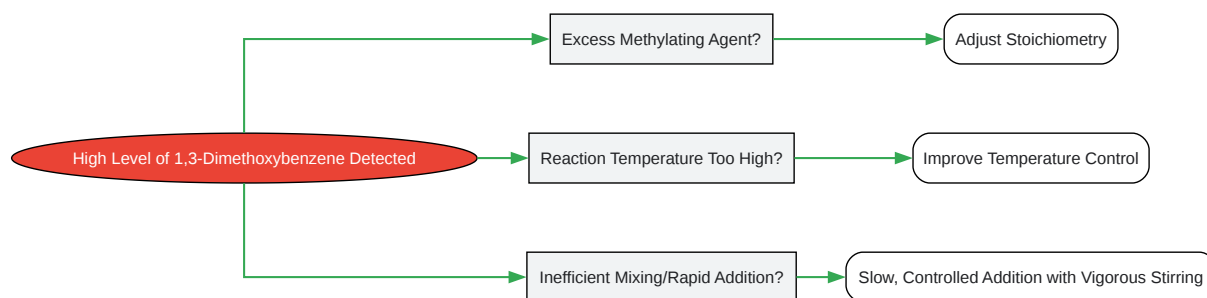 Excess Methylating Agent?
Adjust Stoichiometry
High Level of 1,3-Dimethoxybenzene Detected
Reaction Temperature Too High?
Improve Temperature Control
Inefficient Mixing/Rapid Addition?
Slow, Controlled Addition with Vigorous Stirring